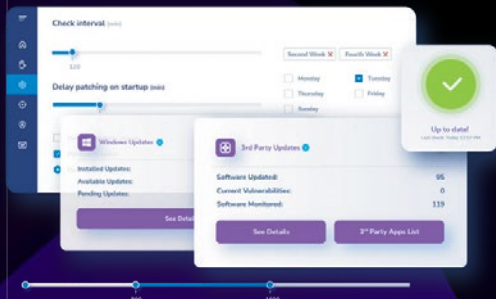 Check interval (min)
120
Delay patching on startup (min)
Second Week X
Fourth Week X
Monday
Tuesday
Thursday
Friday
Sunday
Up to date!
Windows Updates
Installed Updates:
Available Updates:
Pending Updates:
See Details
3rd Party Updates
Software Updated: 95
Current Vulnerabilities: 0
Software Monitored: 119
See Details
3rd Party Apps List